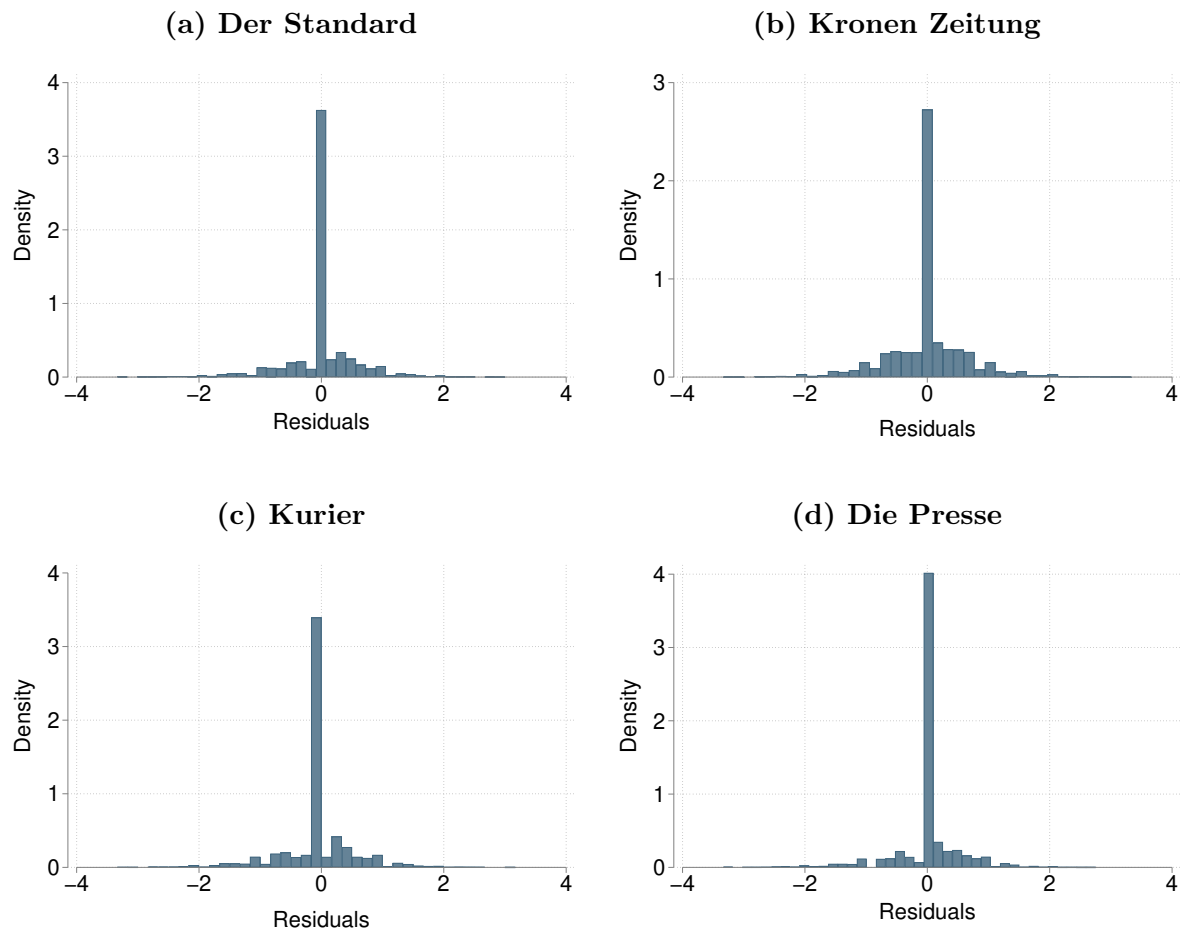 (a) Der Standard
4
3
2
1
0
Density
−4 −2 0 2 4
Residuals
(b) Kronen Zeitung
3
2
1
0
Density
−4 −2 0 2 4
Residuals
(c) Kurier
4
3
2
1
0
Density
−4 −2 0 2 4
Residuals
(d) Die Presse
4
3
2
1
0
Density
−4 −2 0 2 4
Residuals